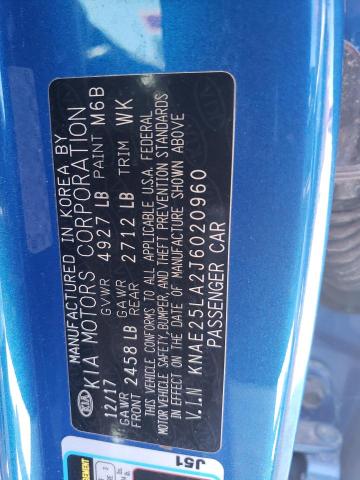 MANUFACTURED IN KOREA BY
KIA KIA MOTORS CORPORATION
12/17 GVWR 4927 LB PAINT M6B
GAWR FRONT 2458 LB GAWR REAR 2712 LB TRIM WK
THIS VEHICLE CONFORMS TO ALL APPLICABLE U.S.A. FEDERAL
MOTOR VEHICLE SAFETY, BUMPER, AND THEFT PREVENTION STANDARDS
IN EFFECT ON THE DATE OF MANUFACTURE SHOWN ABOVE
V.I.N KNAE25LA2J6020960
PASSENGER CAR
J51